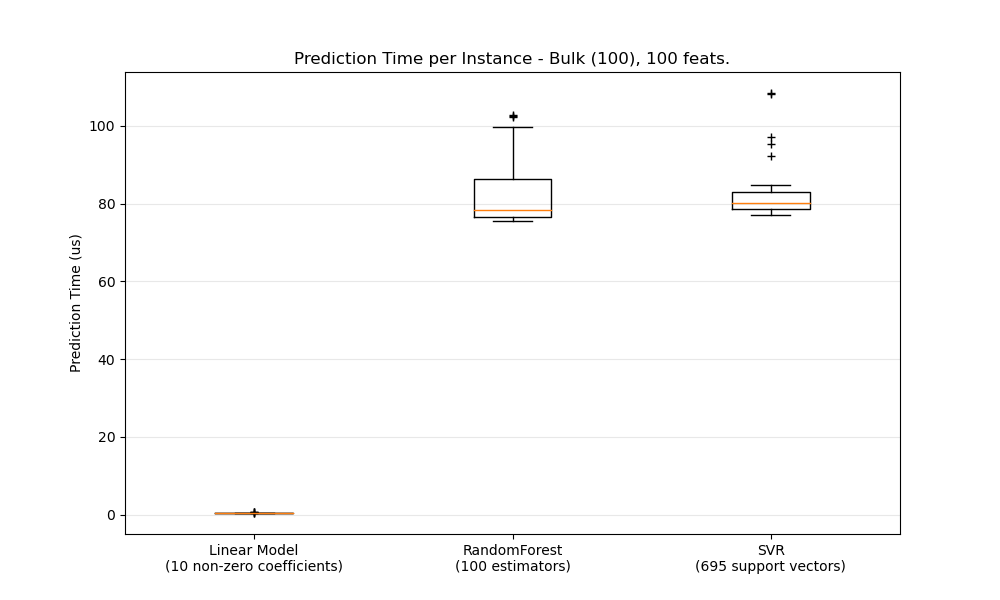 Prediction Time per Instance - Bulk (100), 100 feats.
Prediction Time (us)
100
80
60
40
20
0
Linear Model
(10 non-zero coefficients)
RandomForest
(100 estimators)
SVR
(695 support vectors)